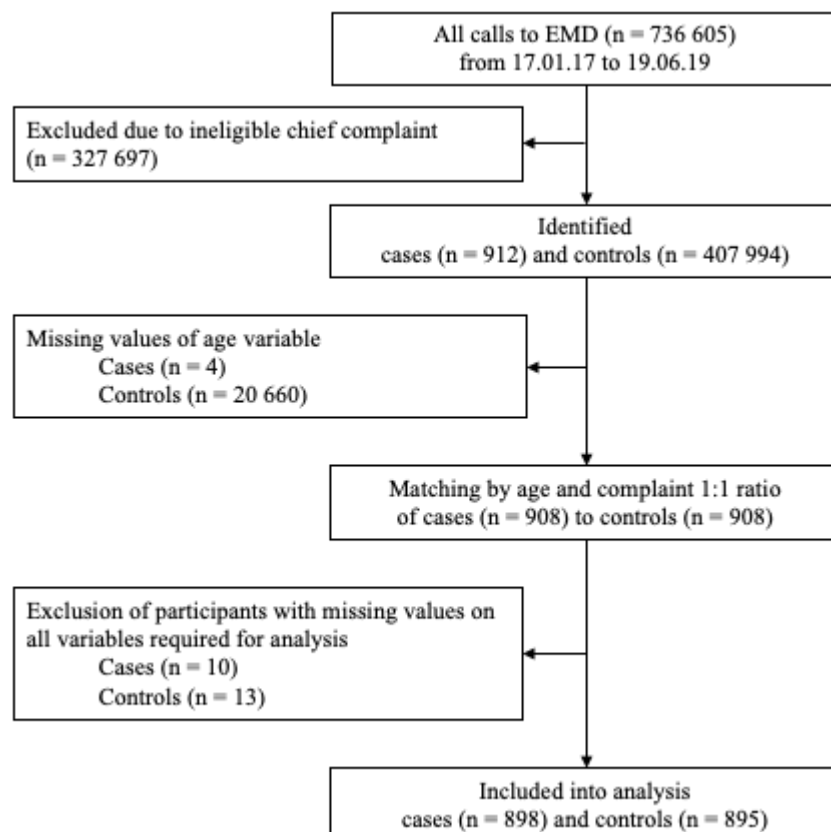 All calls to EMD (n = 736 605)
from 17.01.17 to 19.06.19
Excluded due to ineligible chief complaint
(n = 327 697)
Identified
cases (n = 912) and controls (n = 407 994)
Missing values of age variable
Cases (n = 4)
Controls (n = 20 660)
Matching by age and complaint 1:1 ratio
of cases (n = 908) to controls (n = 908)
Exclusion of participants with missing values on
all variables required for analysis
Cases (n = 10)
Controls (n = 13)
Included into analysis
cases (n = 898) and controls (n = 895)